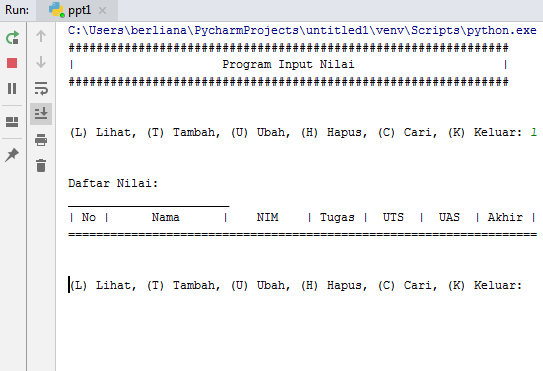 Run: ppt1
C:\Users\berliana\PycharmProjects\untitled1\venv\Scripts\python.exe
###############################################################
| Program Input Nilai |
###############################################################
(L) Lihat, (T) Tambah, (U) Ubah, (H) Hapus, (C) Cari, (K) Keluar: l
Daftar Nilai:
_______________________
| No | Nama | NIM | Tugas | UTS | UAS | Akhir |
===================================================================
(L) Lihat, (T) Tambah, (U) Ubah, (H) Hapus, (C) Cari, (K) Keluar: